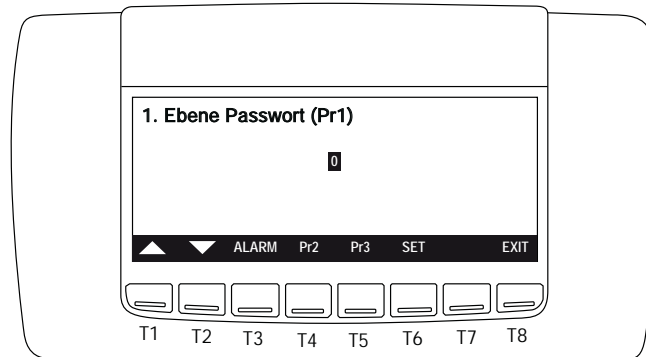 1. Ebene Passwort (Pr1)
0
ALARM Pr2 Pr3 SET EXIT
T1 T2 T3 T4 T5 T6 T7 T8